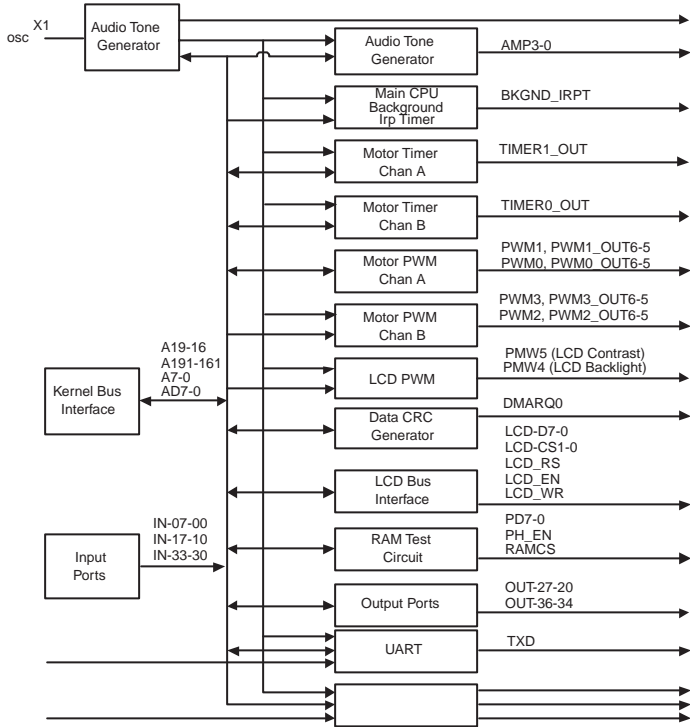 X1
osc
Audio Tone
Generator
Audio Tone
Generator
AMP3-0
Main CPU
Background
Irp Timer
BKGND_IRPT
Motor Timer
Chan A
TIMER1_OUT
Motor Timer
Chan B
TIMER0_OUT
Motor PWM
Chan A
PWM1, PWM1_OUT6-5
PWM0, PWM0_OUT6-5
Motor PWM
Chan B
PWM3, PWM3_OUT6-5
PWM2, PWM2_OUT6-5
A19-16
A191-161
A7-0
AD7-0
Kernel Bus
Interface
LCD PWM
PMW5 (LCD Contrast)
PMW4 (LCD Backlight)
Data CRC
Generator
DMARQ0
LCD Bus
Interface
LCD-D7-0
LCD-CS1-0
LCD_RS
LCD_EN
LCD_WR
Input
Ports
IN-07-00
IN-17-10
IN-33-30
RAM Test
Circuit
PD7-0
PH_EN
RAMCS
Output Ports
OUT-27-20
OUT-36-34
UART
TXD